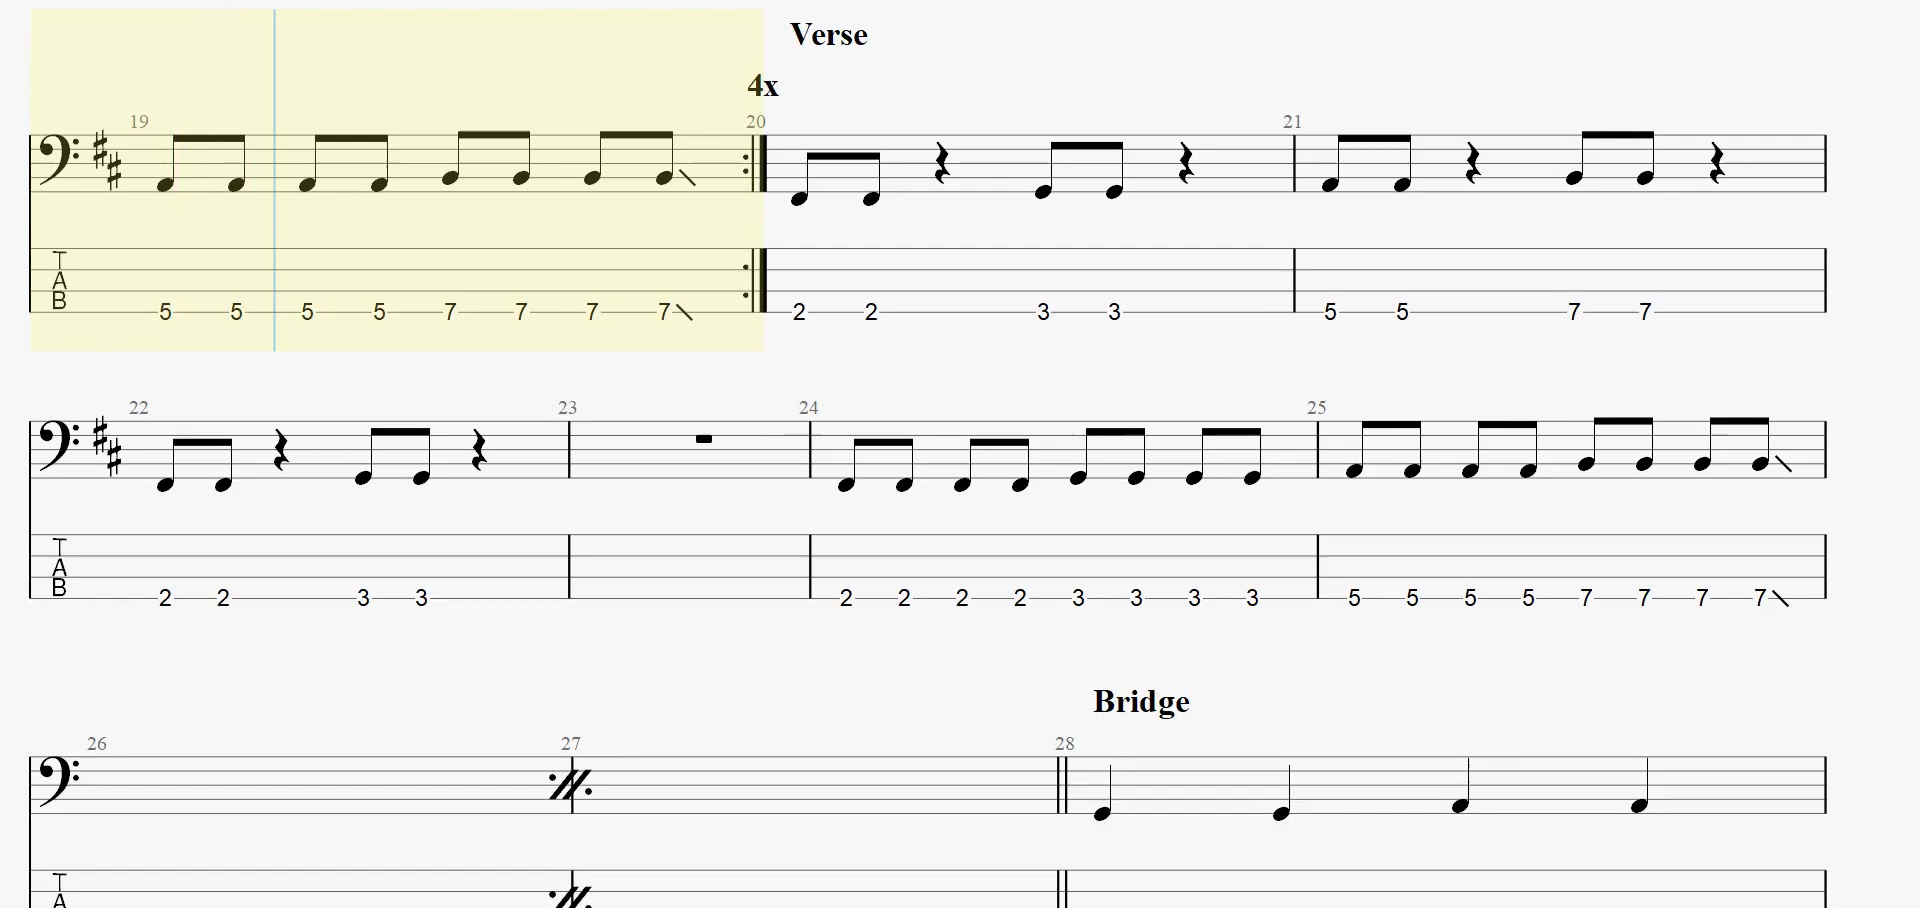 Verse
4x
19 20 21
T
A
B
5 5 5 5 7 7 7 7 2 2 3 3 5 5 7 7
22 23 24 25
T
A
B
2 2 3 3 2 2 2 2 3 3 3 3 5 5 5 5 7 7 7 7
Bridge
26 27 28
T
A